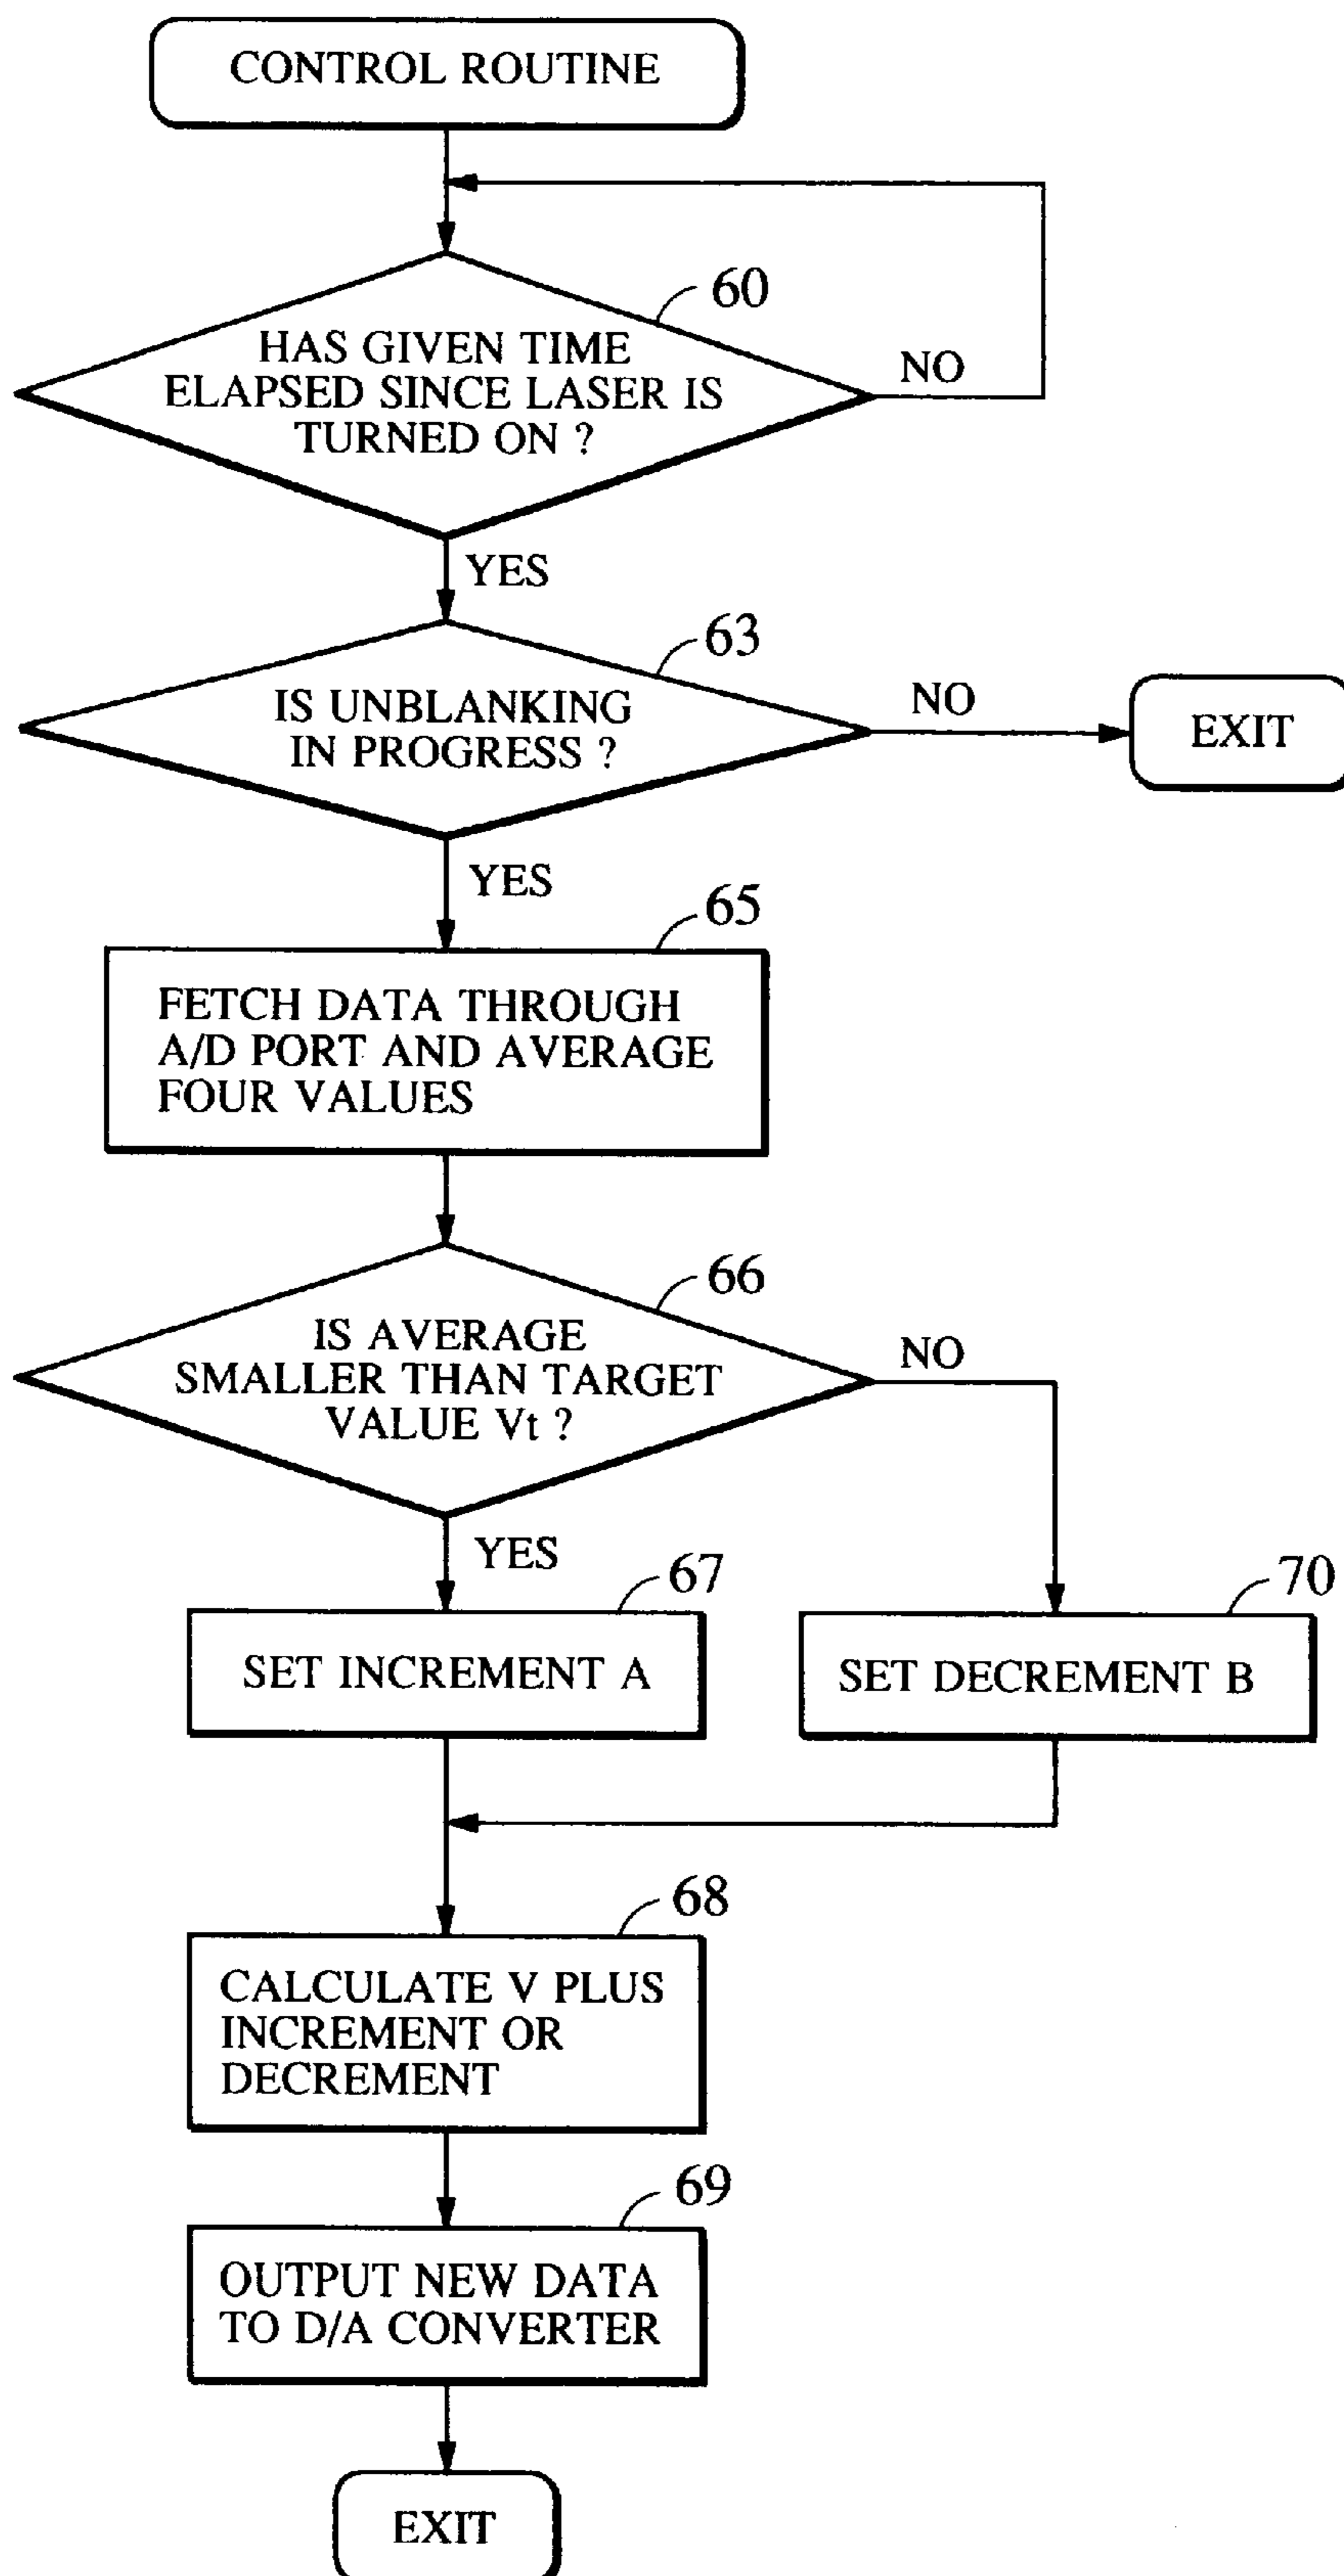 CONTROL ROUTINE
60
HAS GIVEN TIME
ELAPSED SINCE LASER IS
TURNED ON ?
NO
YES
63
IS UNBLANKING
IN PROGRESS ?
NO
EXIT
YES
65
FETCH DATA THROUGH
A/D PORT AND AVERAGE
FOUR VALUES
66
IS AVERAGE
SMALLER THAN TARGET
VALUE Vt ?
NO
YES
67
SET INCREMENT A
70
SET DECREMENT B
68
CALCULATE V PLUS
INCREMENT OR
DECREMENT
69
OUTPUT NEW DATA
TO D/A CONVERTER
EXIT